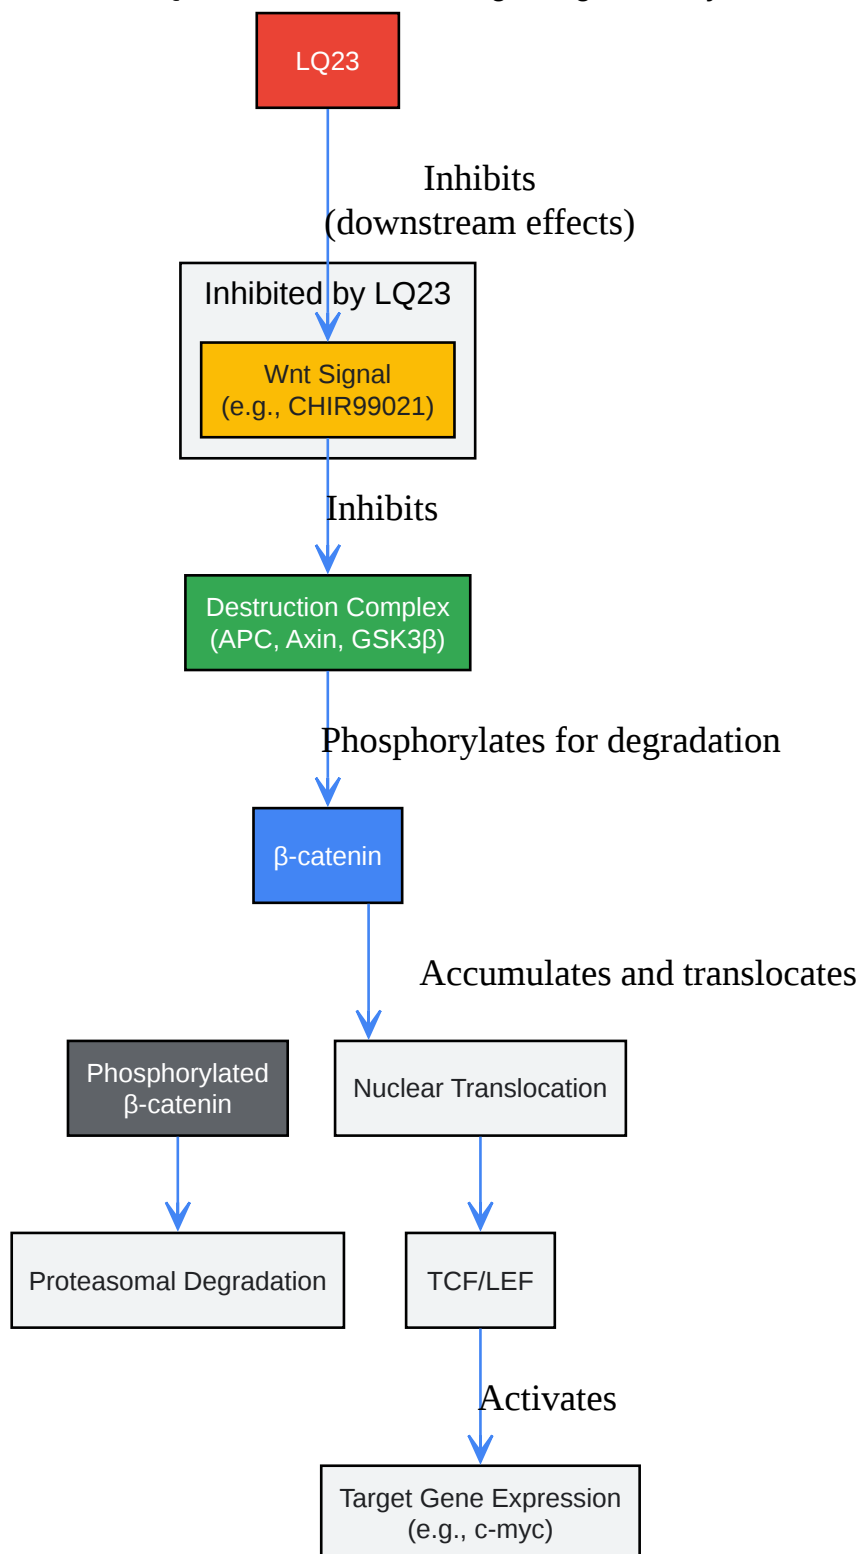 LQ23
Inhibits
(downstream effects)
Inhibited by LQ23
Wnt Signal
(e.g., CHIR99021)
Inhibits
Destruction Complex
(APC, Axin, GSK3β)
Phosphorylates for degradation
β-catenin
Accumulates and translocates
Phosphorylated
β-catenin
Nuclear Translocation
Proteasomal Degradation
TCF/LEF
Activates
Target Gene Expression
(e.g., c-myc)